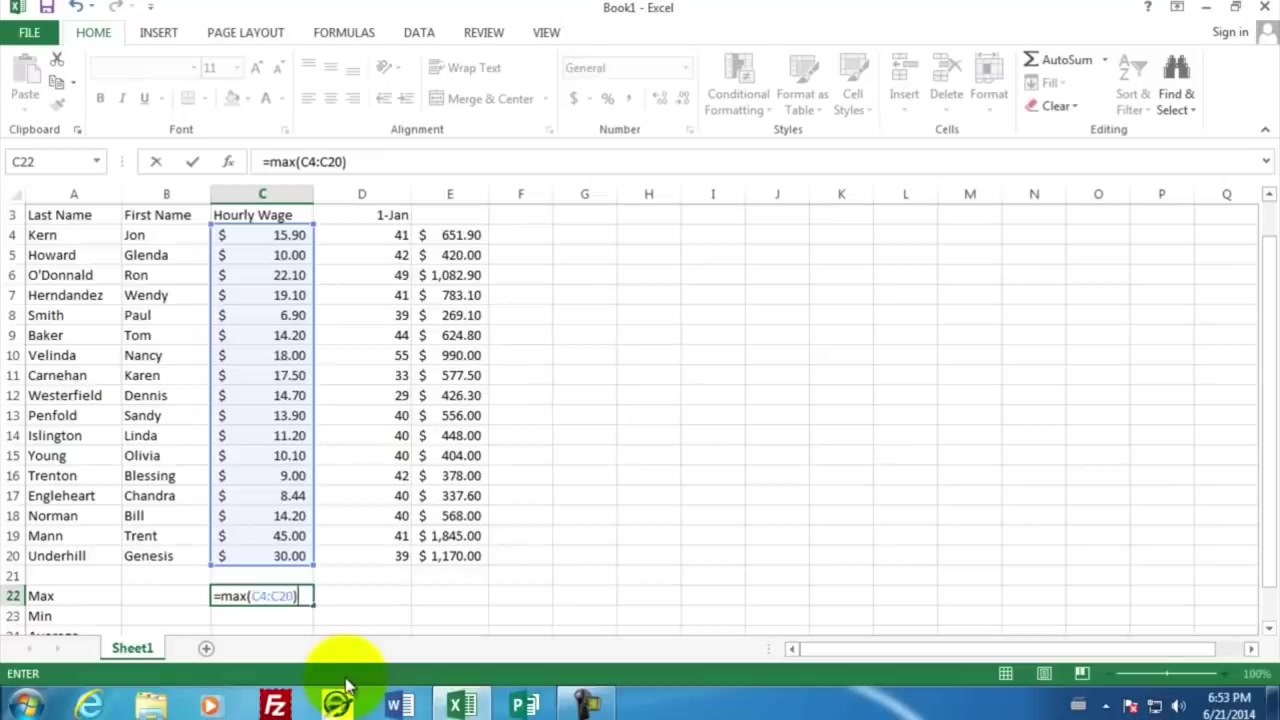 Book1 - Excel
FILE HOME INSERT PAGE LAYOUT FORMULAS DATA REVIEW VIEW Sign in
Paste 11 Wrap Text General Conditional Formatting Format as Table Cell Styles Insert Delete Format AutoSum Fill Clear Sort & Filter Find & Select
B I U Merge & Center $ % ,
Clipboard Font Alignment Number Styles Cells Editing
C22 fx =max(C4:C20)
A B C D E F G H I J K L M N O P Q
3 Last Name First Name Hourly Wage 1-Jan
4 Kern Jon $ 15.90 41 $ 651.90
5 Howard Glenda $ 10.00 42 $ 420.00
6 O'Donnald Ron $ 22.10 49 $ 1,082.90
7 Herndandez Wendy $ 19.10 41 $ 783.10
8 Smith Paul $ 6.90 39 $ 269.10
9 Baker Tom $ 14.20 44 $ 624.80
10 Velinda Nancy $ 18.00 55 $ 990.00
11 Carnehan Karen $ 17.50 33 $ 577.50
12 Westerfield Dennis $ 14.70 29 $ 426.30
13 Penfold Sandy $ 13.90 40 $ 556.00
14 Islington Linda $ 11.20 40 $ 448.00
15 Young Olivia $ 10.10 40 $ 404.00
16 Trenton Blessing $ 9.00 42 $ 378.00
17 Engleheart Chandra $ 8.44 40 $ 337.60
18 Norman Bill $ 14.20 40 $ 568.00
19 Mann Trent $ 45.00 41 $ 1,845.00
20 Underhill Genesis $ 30.00 39 $ 1,170.00
21
22 Max =max(C4:C20)
23 Min
24 Average
Sheet1
ENTER 100%
6:53 PM
6/21/2014